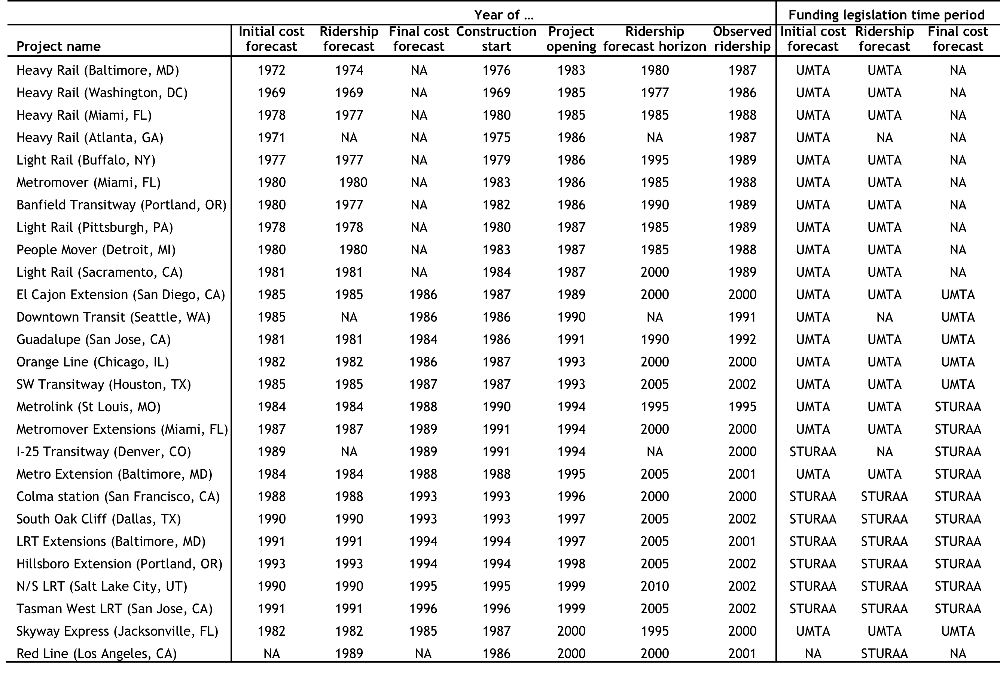 Year of … Funding legislation time period
Initial cost Ridership Final cost Construction Project Ridership Observed Initial cost Ridership Final cost
Project name forecast forecast forecast start opening forecast horizon ridership forecast forecast forecast
Heavy Rail (Baltimore, MD) 1972 1974 NA 1976 1983 1980 1987 UMTA UMTA NA
Heavy Rail (Washington, DC) 1969 1969 NA 1969 1985 1977 1986 UMTA UMTA NA
Heavy Rail (Miami, FL) 1978 1977 NA 1980 1985 1985 1988 UMTA UMTA NA
Heavy Rail (Atlanta, GA) 1971 NA NA 1975 1986 NA 1987 UMTA NA NA
Light Rail (Buffalo, NY) 1977 1977 NA 1979 1986 1995 1989 UMTA UMTA NA
Metromover (Miami, FL) 1980 1980 NA 1983 1986 1985 1988 UMTA UMTA NA
Banfield Transitway (Portland, OR) 1980 1977 NA 1982 1986 1990 1989 UMTA UMTA NA
Light Rail (Pittsburgh, PA) 1978 1978 NA 1980 1987 1985 1989 UMTA UMTA NA
People Mover (Detroit, MI) 1980 1980 NA 1983 1987 1985 1988 UMTA UMTA NA
Light Rail (Sacramento, CA) 1981 1981 NA 1984 1987 2000 1989 UMTA UMTA NA
El Cajon Extension (San Diego, CA) 1985 1985 1986 1987 1989 2000 2000 UMTA UMTA UMTA
Downtown Transit (Seattle, WA) 1985 NA 1986 1986 1990 NA 1991 UMTA NA UMTA
Guadalupe (San Jose, CA) 1981 1981 1984 1986 1991 1990 1992 UMTA UMTA UMTA
Orange Line (Chicago, IL) 1982 1982 1986 1987 1993 2000 2000 UMTA UMTA UMTA
SW Transitway (Houston, TX) 1985 1985 1987 1987 1993 2005 2002 UMTA UMTA UMTA
Metrolink (St Louis, MO) 1984 1984 1988 1990 1994 1995 1995 UMTA UMTA STURAA
Metromover Extensions (Miami, FL) 1987 1987 1989 1991 1994 2000 2000 UMTA UMTA STURAA
I-25 Transitway (Denver, CO) 1989 NA 1989 1991 1994 NA 2000 STURAA NA STURAA
Metro Extension (Baltimore, MD) 1984 1984 1988 1988 1995 2005 2001 UMTA UMTA STURAA
Colma station (San Francisco, CA) 1988 1988 1993 1993 1996 2000 2000 STURAA STURAA STURAA
South Oak Cliff (Dallas, TX) 1990 1990 1993 1993 1997 2005 2002 STURAA STURAA STURAA
LRT Extensions (Baltimore, MD) 1991 1991 1994 1994 1997 2005 2001 STURAA STURAA STURAA
Hillsboro Extension (Portland, OR) 1993 1993 1994 1994 1998 2005 2002 STURAA STURAA STURAA
N/S LRT (Salt Lake City, UT) 1990 1990 1995 1995 1999 2010 2002 STURAA STURAA STURAA
Tasman West LRT (San Jose, CA) 1991 1991 1996 1996 1999 2005 2002 STURAA STURAA STURAA
Skyway Express (Jacksonville, FL) 1982 1982 1985 1987 2000 1995 2000 UMTA UMTA UMTA
Red Line (Los Angeles, CA) NA 1989 NA 1986 2000 2000 2001 NA STURAA NA